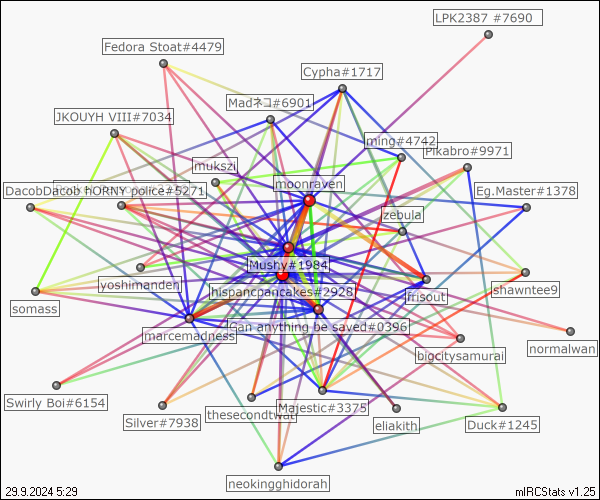 LPK2387 #7690
Fedora Stoat#4479
Cypha#1717
Madネコ#6901
JKOUYH VIII#7034
ming#4742
Pikabro#9971
mukszi
moonraven
DacobDacob
HORNY police#5271
Eg.Master#1378
zebula
Mushy#1984
yoshimanden
hispancpancakes#2928
frisout
shawntee9
somass
Can anything be saved#0396
marcemadness
bigcitysamurai
normalwan
Swirly Boi#6154
Silver#7938
thesecondtwat
Majestic#3375
eliakith
Duck#1245
neokingghidorah
29.9.2024 5:29
mIRCStats v1.25